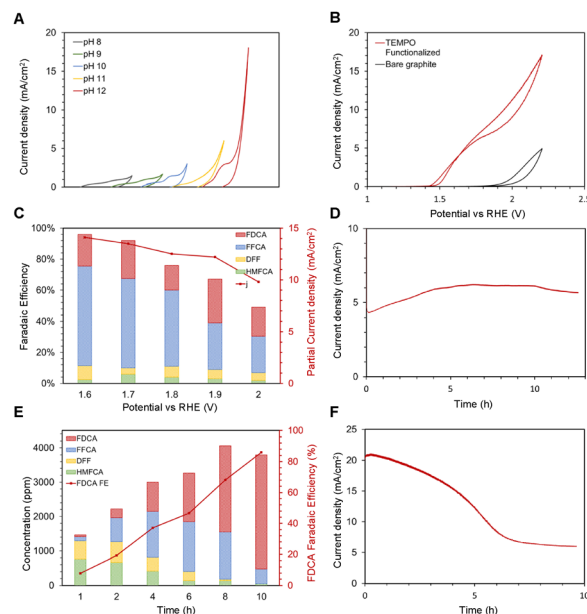 A
Current density (mA/cm²)
20
15
10
5
0
pH 8
pH 9
pH 10
pH 11
pH 12
B
Current density (mA/cm²)
20
15
10
5
0
TEMPO
Functionalized
Bare graphite
1
1.5
2
2.5
Potential vs RHE (V)
C
Faradaic Efficiency
100%
80%
60%
40%
20%
0%
FDCA
FFCA
DFF
HMFCA
j
15
10
5
0
Partial Current density (mA/cm²)
1.6
1.7
1.8
1.9
2
Potential vs RHE (V)
D
Current density (mA/cm²)
10
5
0
0
5
10
Time (h)
E
Concentration (ppm)
4000
3000
2000
1000
0
FDCA
FFCA
DFF
HMFCA
FDCA FE
100
80
60
40
20
0
FDCA Faradaic Efficiency (%)
1
2
4
6
8
10
Time (h)
F
Current density (mA/cm²)
25
20
15
10
5
0
0
5
10
Time (h)